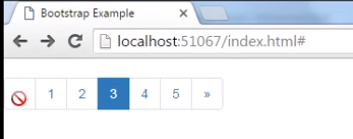 Bootstrap Example
localhost:51067/index.html#
1 2 3 4 5 »